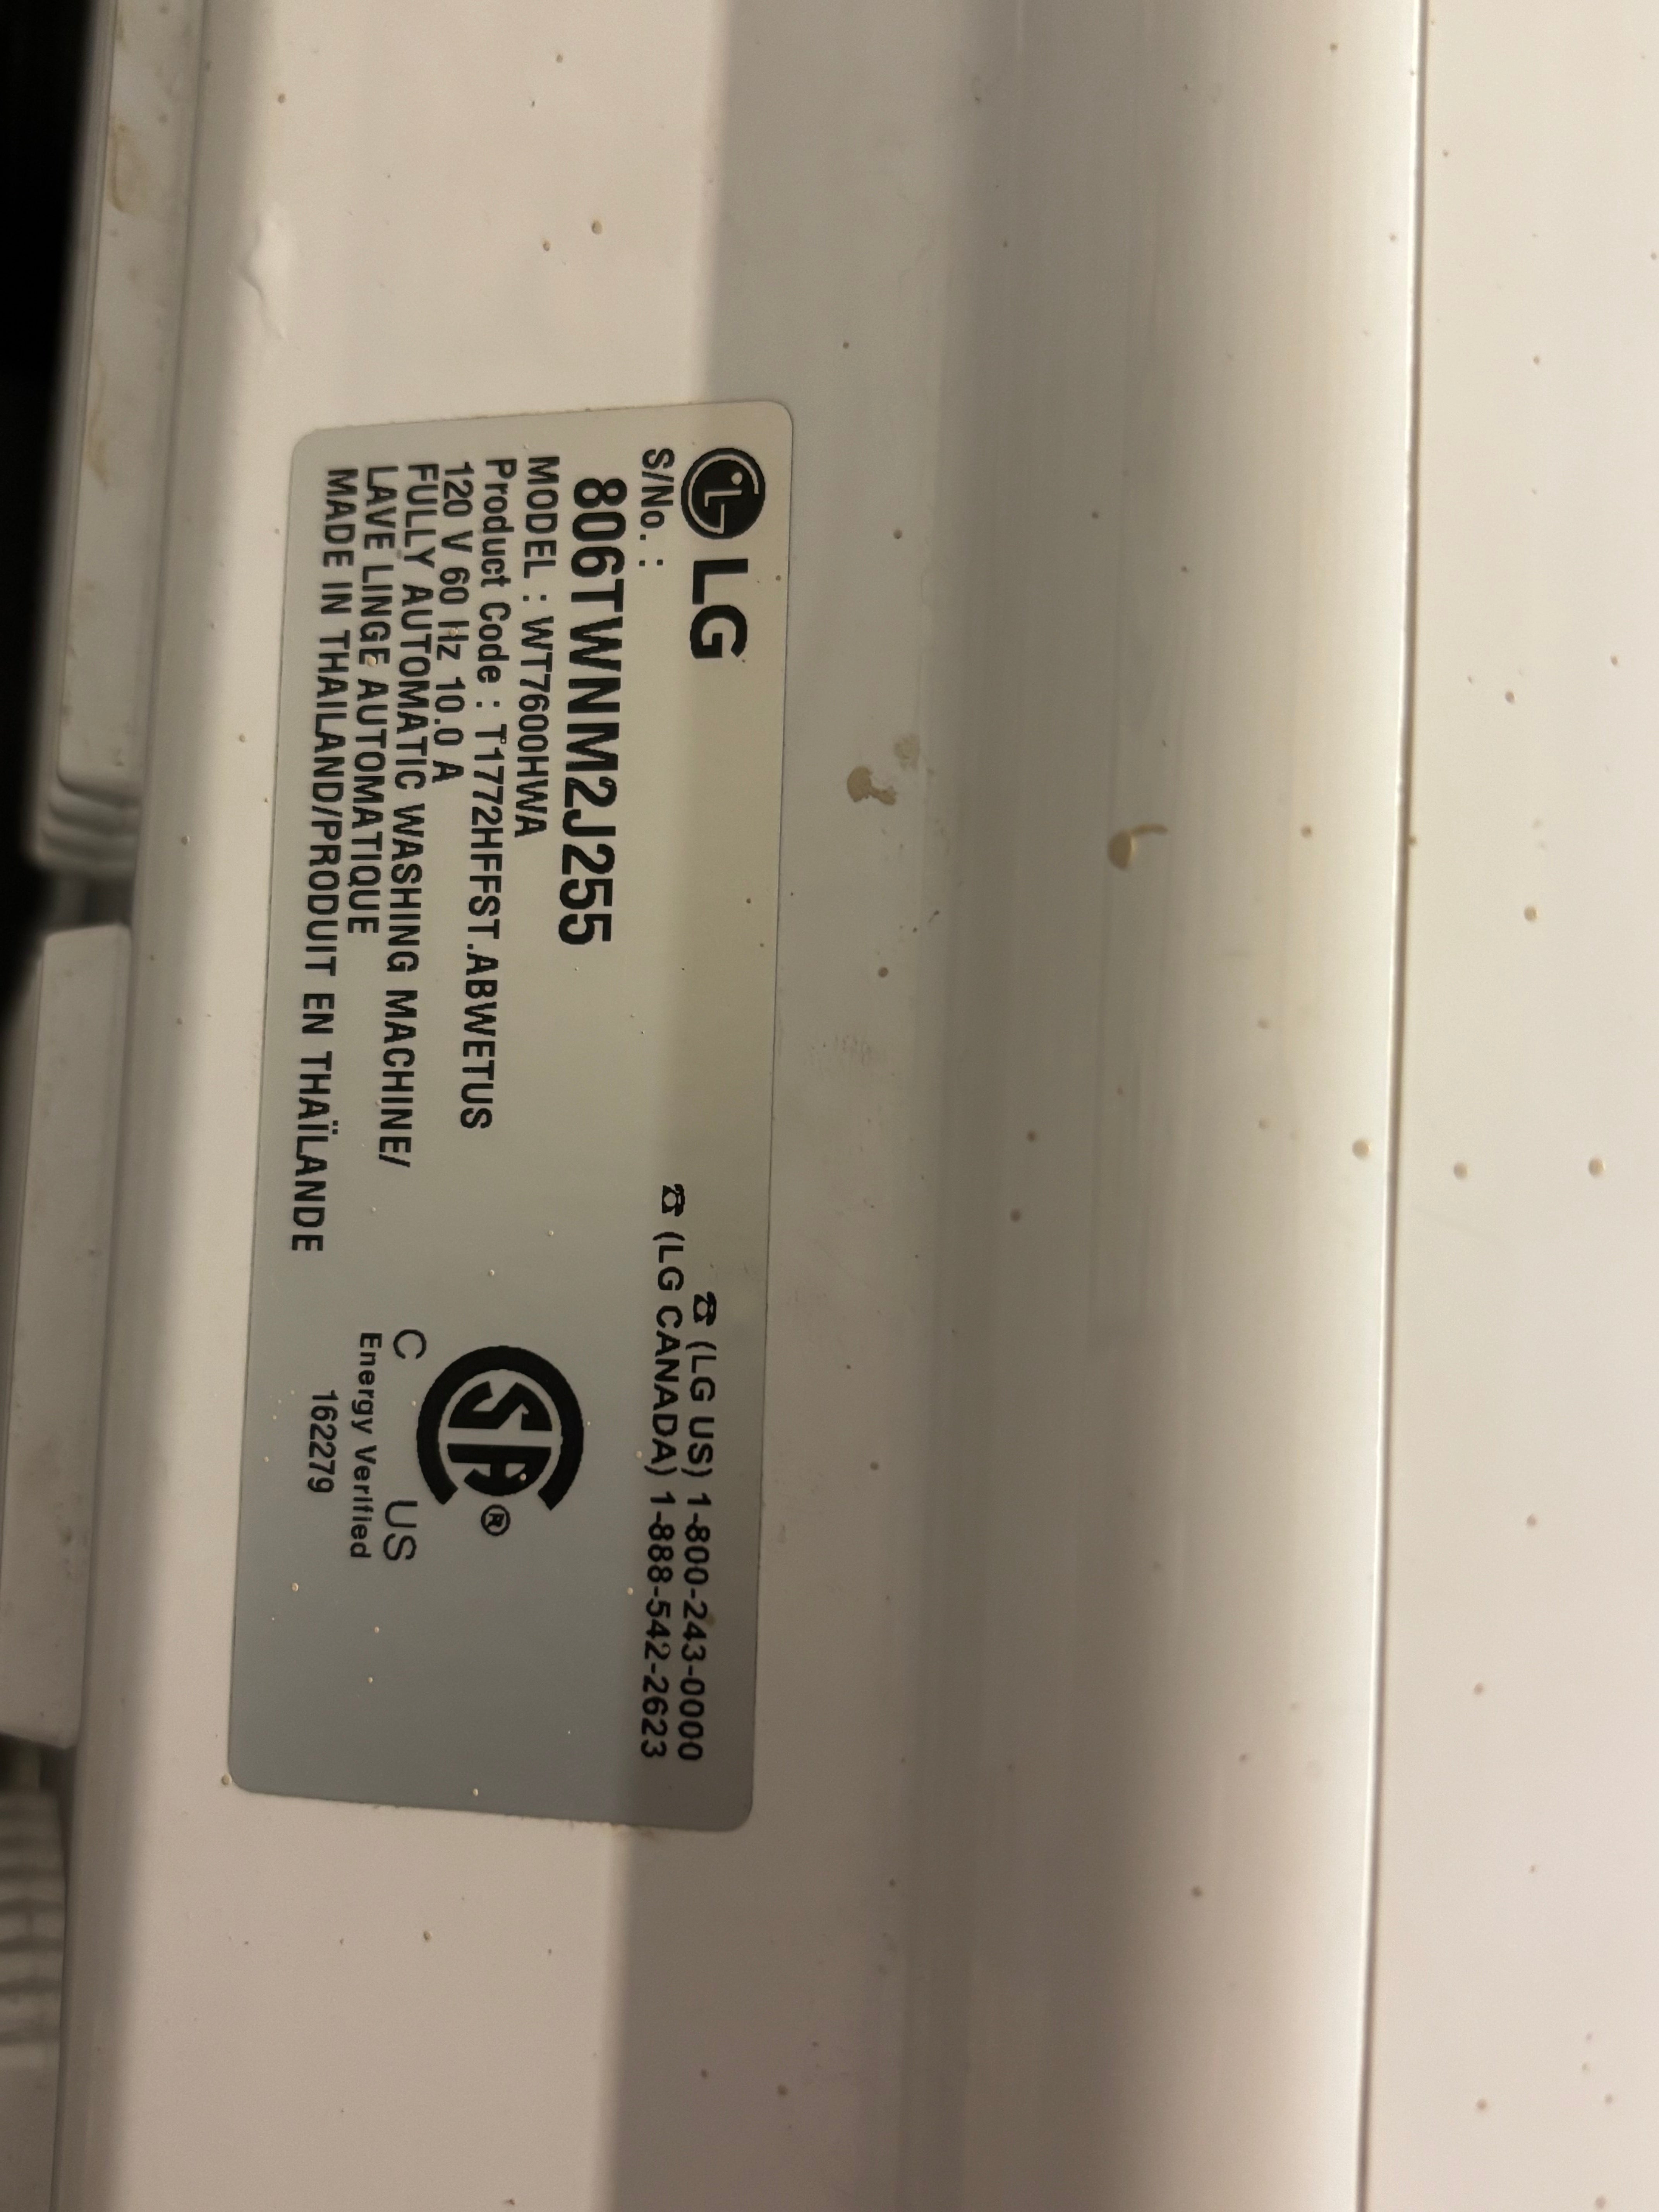 LG
S/No. :
806TWNM2J255
MODEL : WT7600HWA
Product Code : T1772HFFST.ABWETUS
120 V 60 Hz 10.0 A
FULLY AUTOMATIC WASHING MACHINE/
LAVE LINGE AUTOMATIQUE
MADE IN THAILAND/PRODUIT EN THAÏLANDE
☎ (LG US) 1-800-243-0000
☎ (LG CANADA) 1-888-542-2623
SA ®
C US
Energy Verified
162279